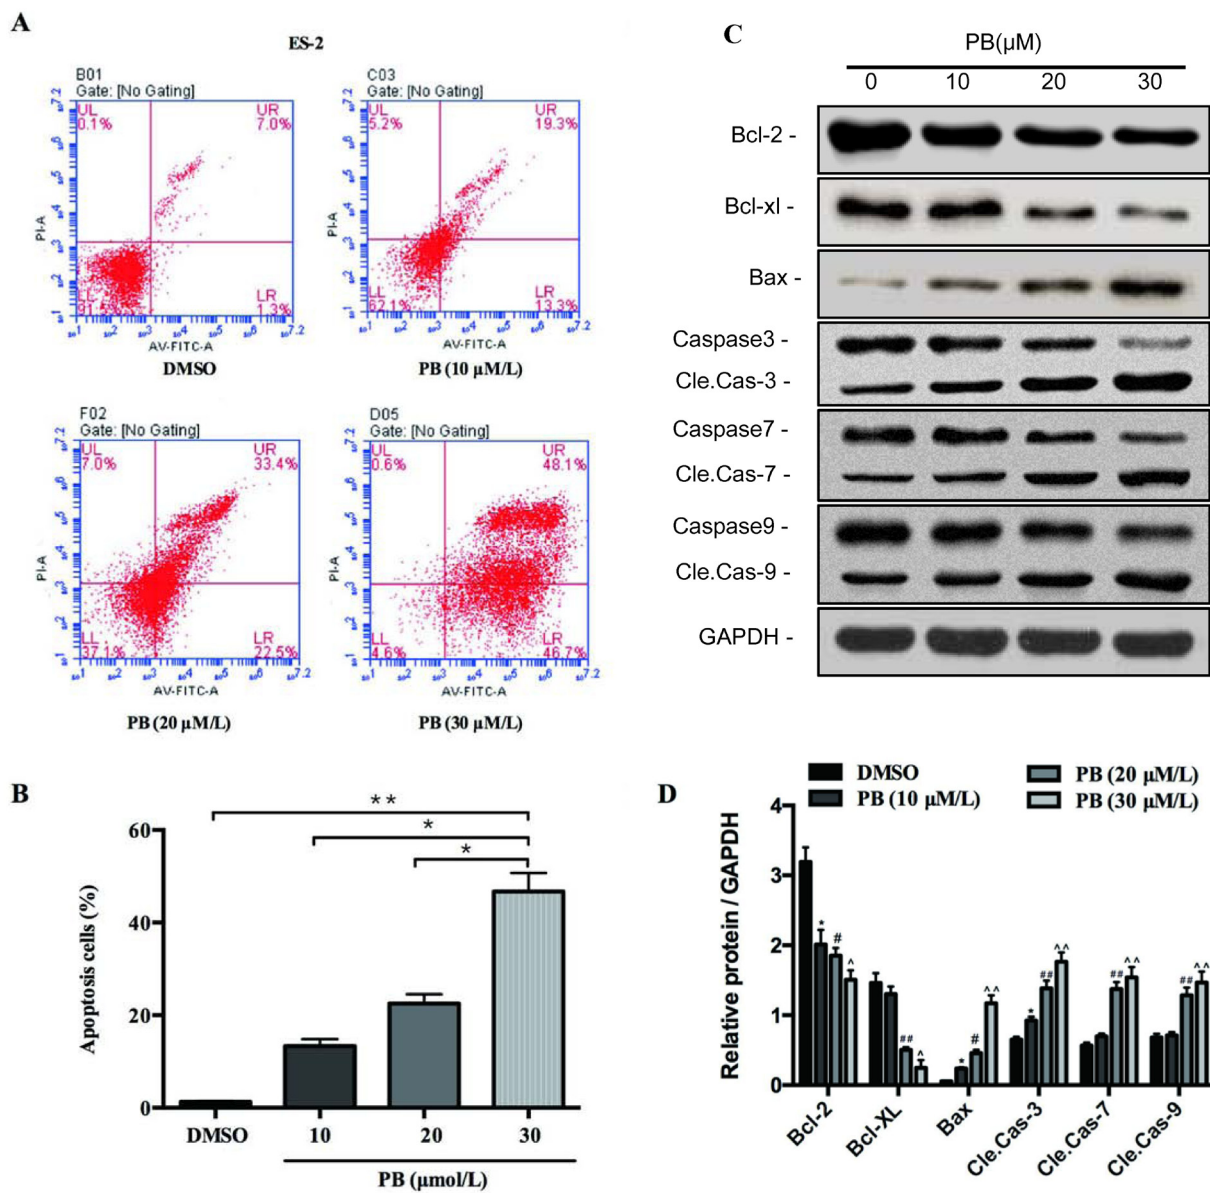 A
ES-2
B01
Gate: [No Gating]
UL
0.1%
UR
7.0%
LL
LR
1.3%
PI-A
AV-FITC-A
DMSO
C03
Gate: [No Gating]
UL
5.2%
UR
19.3%
LL
62.1%
LR
13.3%
PI-A
AV-FITC-A
PB (10 μM/L)
F02
Gate: [No Gating]
UL
7.0%
UR
33.4%
LL
37.1%
LR
22.5%
PI-A
AV-FITC-A
PB (20 μM/L)
D05
Gate: [No Gating]
UL
0.6%
UR
48.1%
LL
4.6%
LR
46.7%
PI-A
AV-FITC-A
PB (30 μM/L)
B
Apoptosis cells (%)
60
40
20
0
**
*
*
DMSO 10 20 30
PB (μmol/L)
C
PB(μM)
0 10 20 30
Bcl-2 -
Bcl-xl -
Bax -
Caspase3 -
Cle.Cas-3 -
Caspase7 -
Cle.Cas-7 -
Caspase9 -
Cle.Cas-9 -
GAPDH -
D
DMSO
PB (10 μM/L)
PB (20 μM/L)
PB (30 μM/L)
Relative protein / GAPDH
4
3
2
1
0
* # ^
## ^
* # ^^
* ## ^^
## ^^
## ^^
Bcl-2
Bcl-XL
Bax
Cle.Cas-3
Cle.Cas-7
Cle.Cas-9